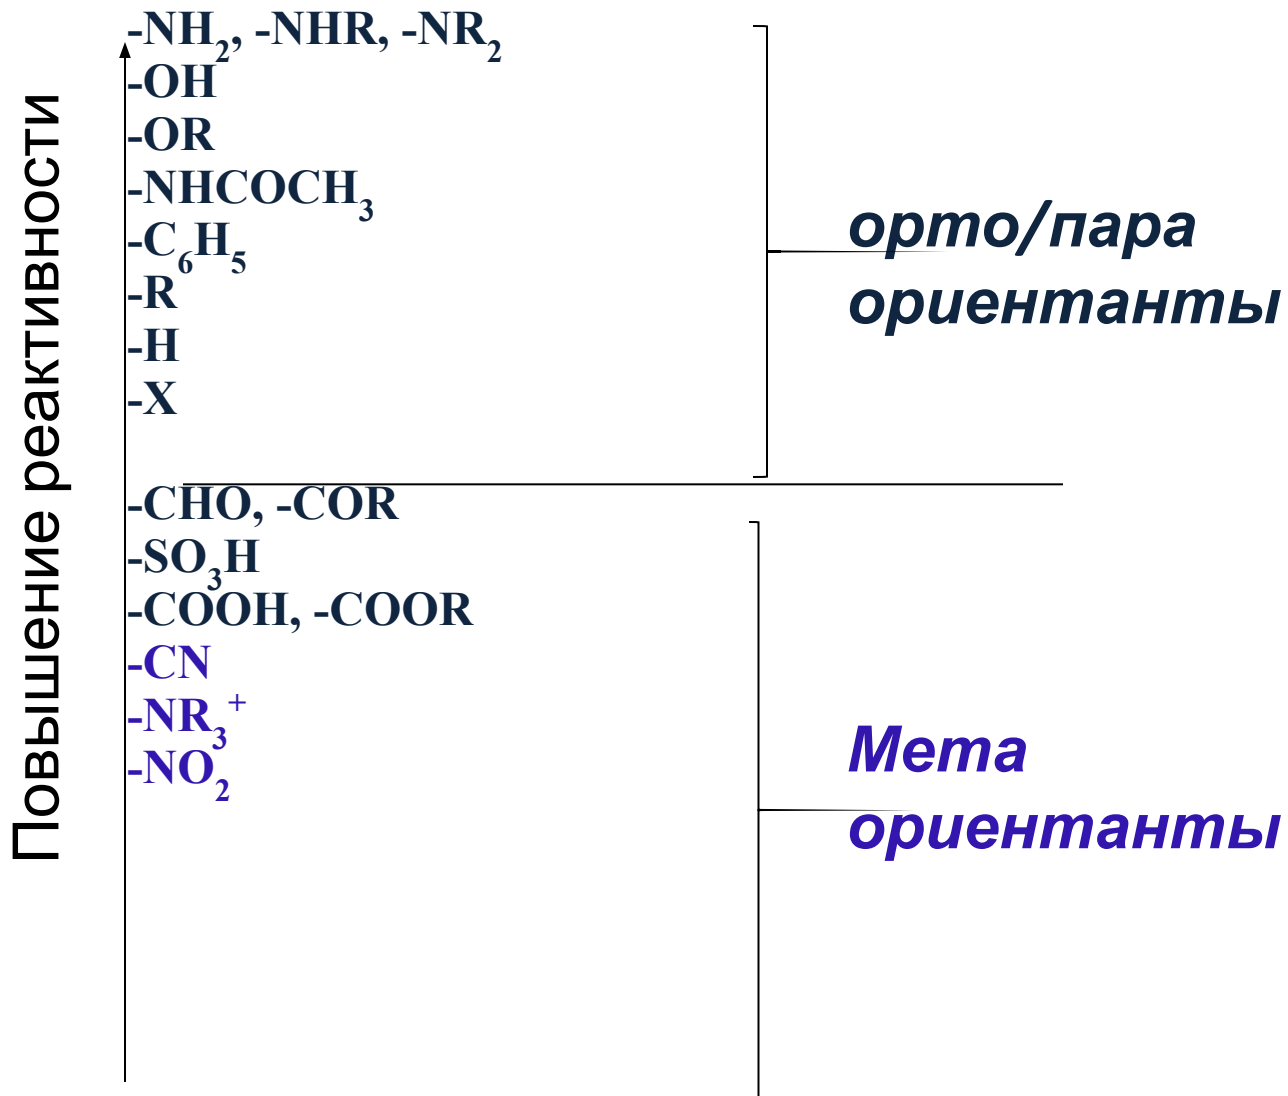 Повышение реактивности
-NH₂, -NHR, -NR₂
-OH
-OR
-NHCOCH₃
-C₆H₅
-R
-H
-X
орто/пара
ориентанты
-CHO, -COR
-SO₃H
-COOH, -COOR
-CN
-NR₃⁺
-NO₂
Мета
ориентанты